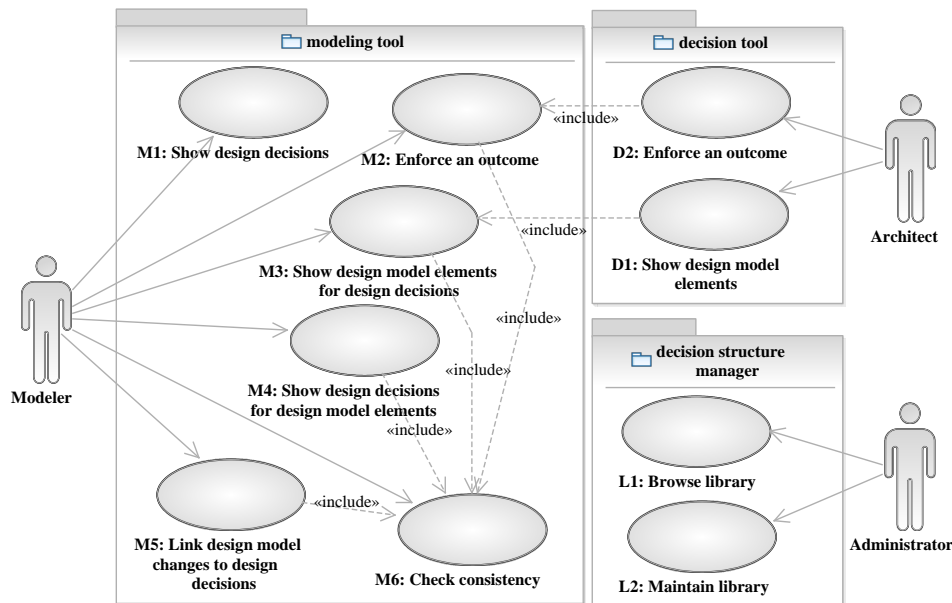 modeling tool
decision tool
M1: Show design decisions
M2: Enforce an outcome
«include»
D2: Enforce an outcome
Architect
«include»
M3: Show design model elements
for design decisions
D1: Show design model
elements
Modeler
«include»
decision structure
manager
«include»
M4: Show design decisions
for design model elements
«include»
L1: Browse library
«include»
Administrator
M5: Link design model
changes to design
decisions
M6: Check consistency
L2: Maintain library